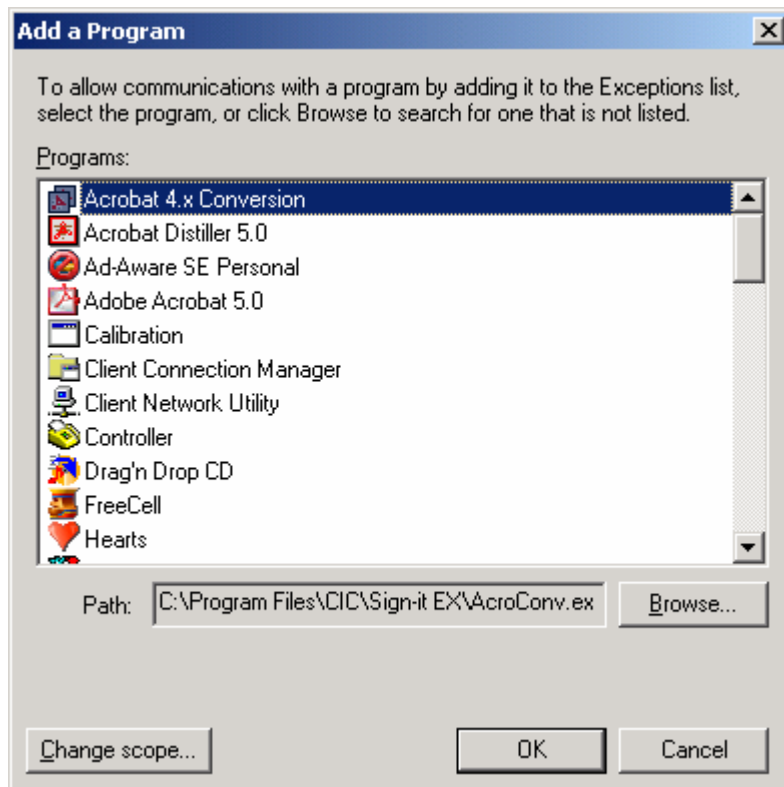 Add a Program
To allow communications with a program by adding it to the Exceptions list,
select the program, or click Browse to search for one that is not listed.
Programs:
Acrobat 4.x Conversion
Acrobat Distiller 5.0
Ad-Aware SE Personal
Adobe Acrobat 5.0
Calibration
Client Connection Manager
Client Network Utility
Controller
Drag'n Drop CD
FreeCell
Hearts
Path: C:\Program Files\CIC\Sign-it EX\AcroConv.ex Browse...
Change scope... OK Cancel